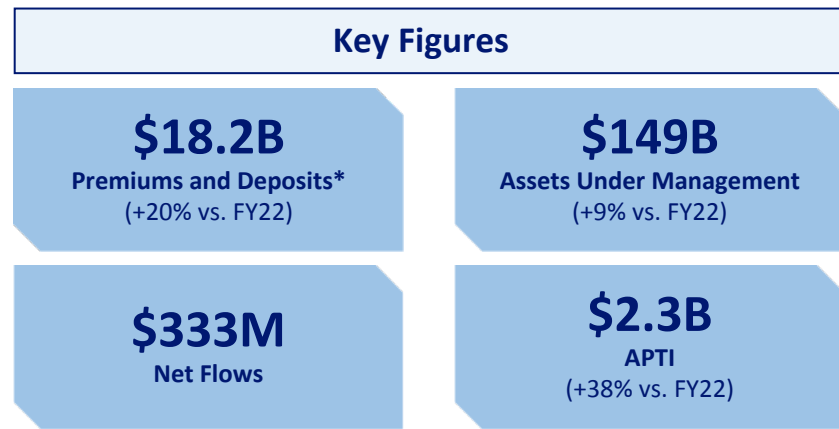 Key Figures
$18.2B
Premiums and Deposits*
(+20% vs. FY22)
$149B
Assets Under Management
(+9% vs. FY22)
$333M
Net Flows
$2.3B
APTI
(+38% vs. FY22)